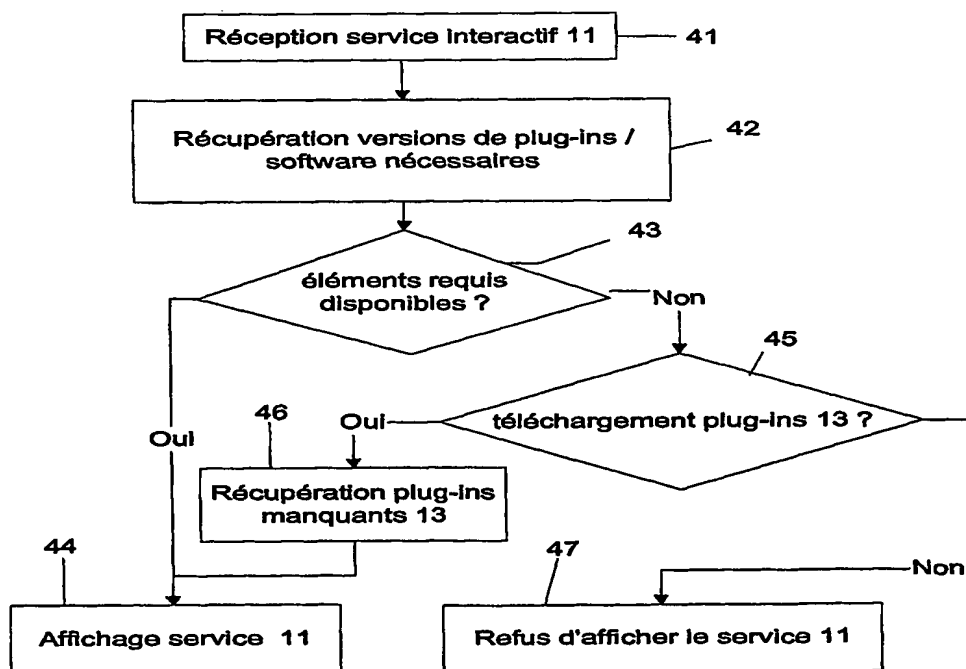 Réception service interactif 11
41
Récupération versions de plug-ins /
software nécessaires
42
43
éléments requis
disponibles ?
Non
45
téléchargement plug-ins 13 ?
Oui
46
Oui
Récupération plug-ins
manquants 13
44
47
Non
Affichage service 11
Refus d'afficher le service 11